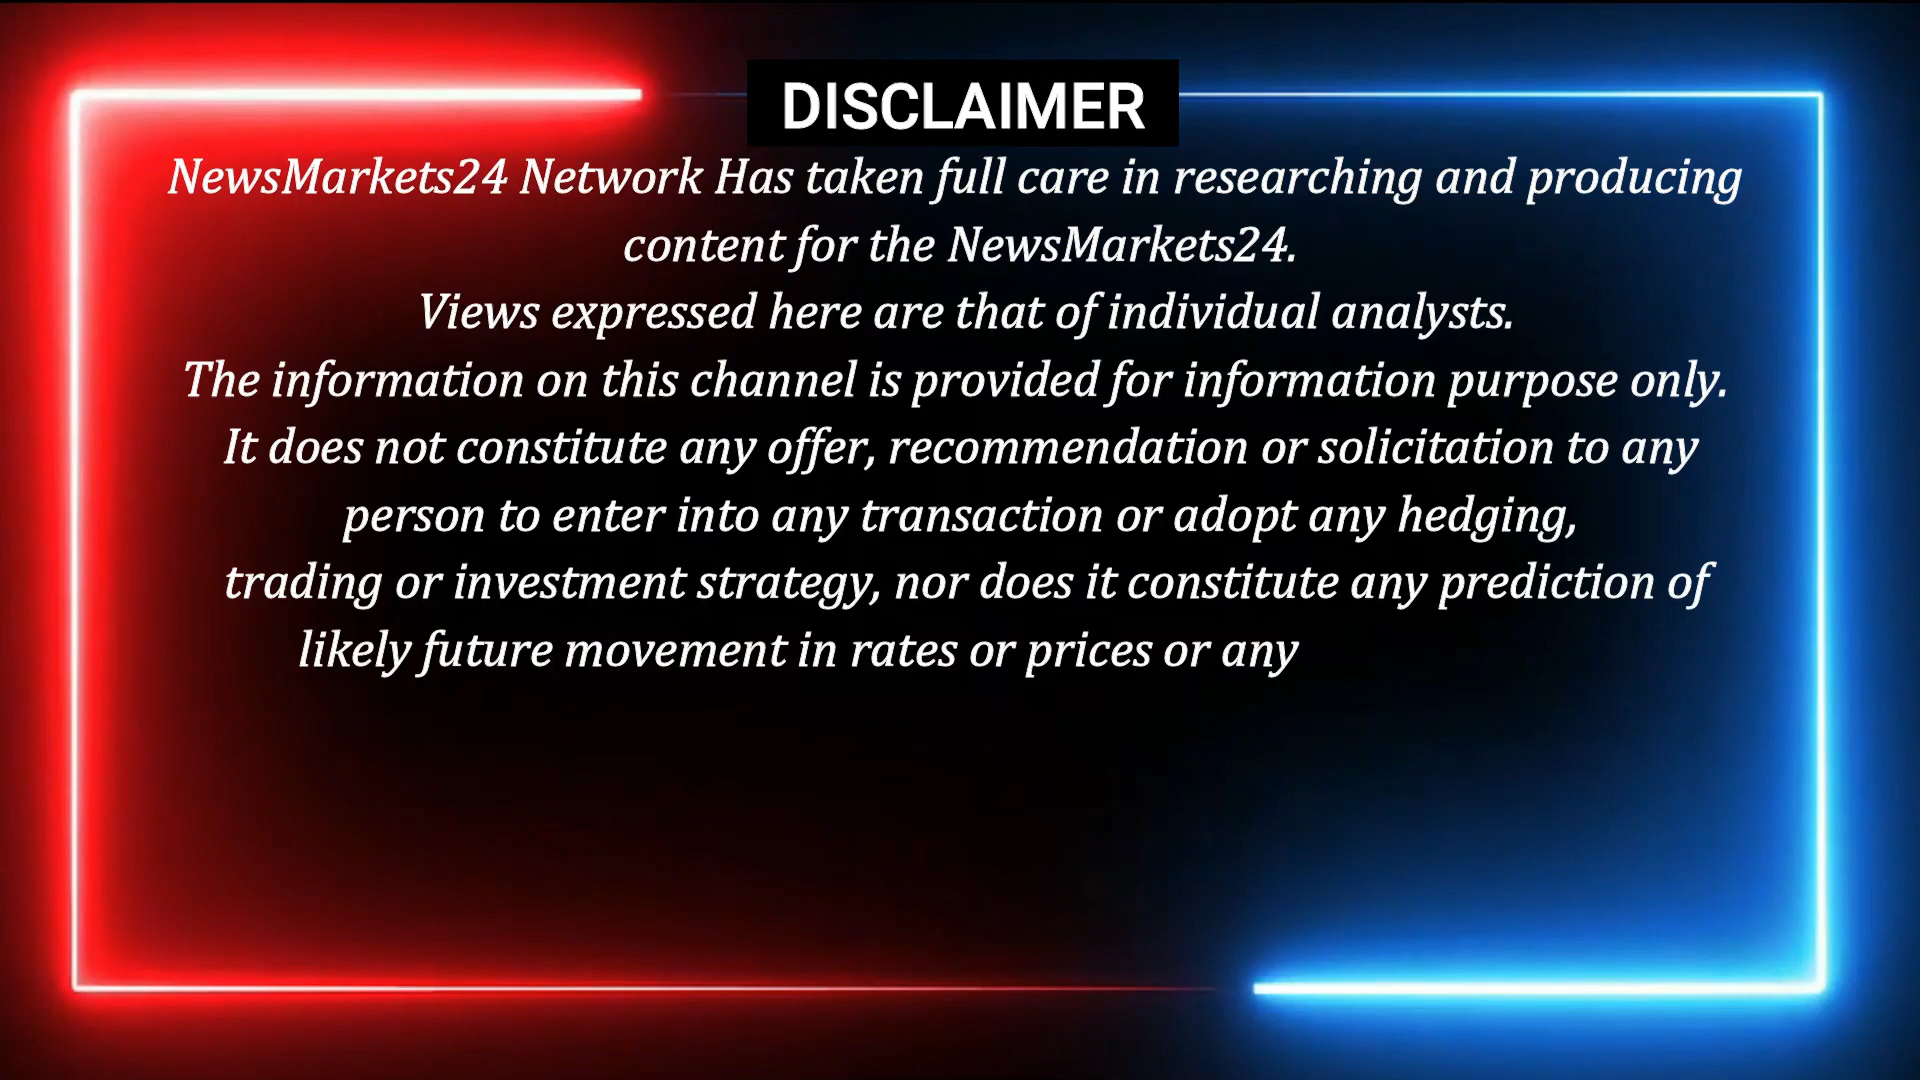 DISCLAIMER
NewsMarkets24 Network Has taken full care in researching and producing
content for the NewsMarkets24.
Views expressed here are that of individual analysts.
The information on this channel is provided for information purpose only.
It does not constitute any offer, recommendation or solicitation to any
person to enter into any transaction or adopt any hedging,
trading or investment strategy, nor does it constitute any prediction of
likely future movement in rates or prices or any